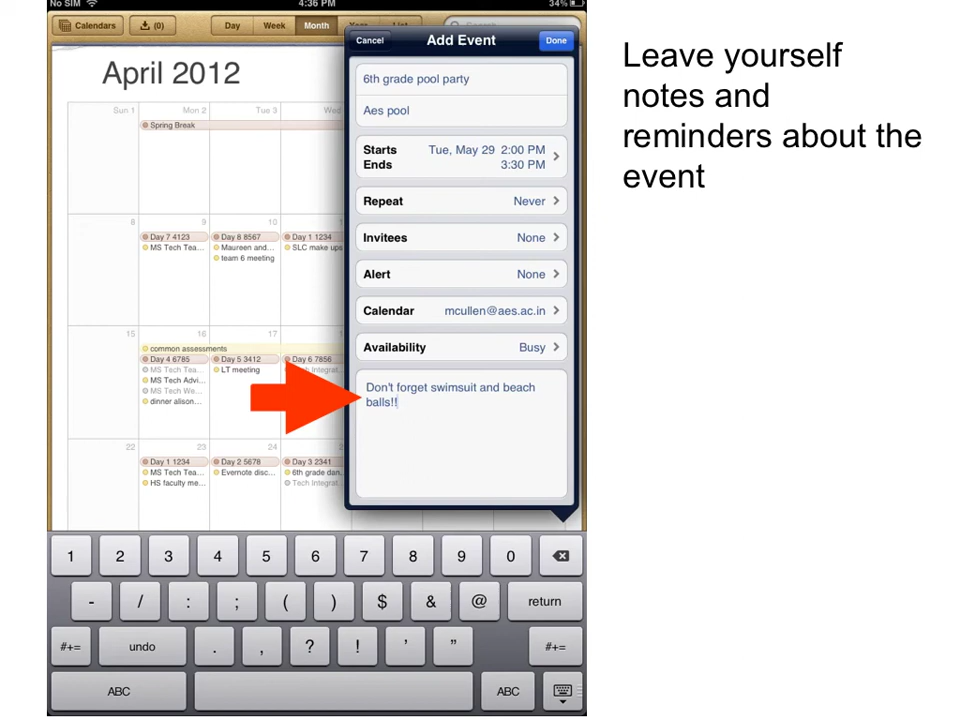 No SIM 4:36 PM 34%
Calendars (0) Day Week Month Year List Search
April 2012
Sun 1 Mon 2 Tue 3 Wed
Spring Break
8 9 10
Day 7 4123 Day 8 8567 Day 1 1234
MS Tech Tea... Maureen and... SLC make ups
team 6 meeting
15 16 17
common assessments
Day 4 6785 Day 5 3412 Day 6 7856
MS Tech Tea... LT meeting Tech Integrat
MS Tech Advi...
MS Tech We...
dinner alison...
22 23 24
Day 1 1234 Day 2 5678 Day 3 2341
MS Tech Tea... Evernote disc... 6th grade dan
HS faculty me... Tech Integrat
Cancel Add Event Done
6th grade pool party
Aes pool
Starts Tue, May 29 2:00 PM
Ends 3:30 PM
Repeat Never
Invitees None
Alert None
Calendar mcullen@aes.ac.in
Availability Busy
Don't forget swimsuit and beach
balls!!
1 2 3 4 5 6 7 8 9 0
- / : ; ( ) $ & @ return
#+= undo . , ? ! ' " #+=
ABC ABC
Leave yourself
notes and
reminders about the
event